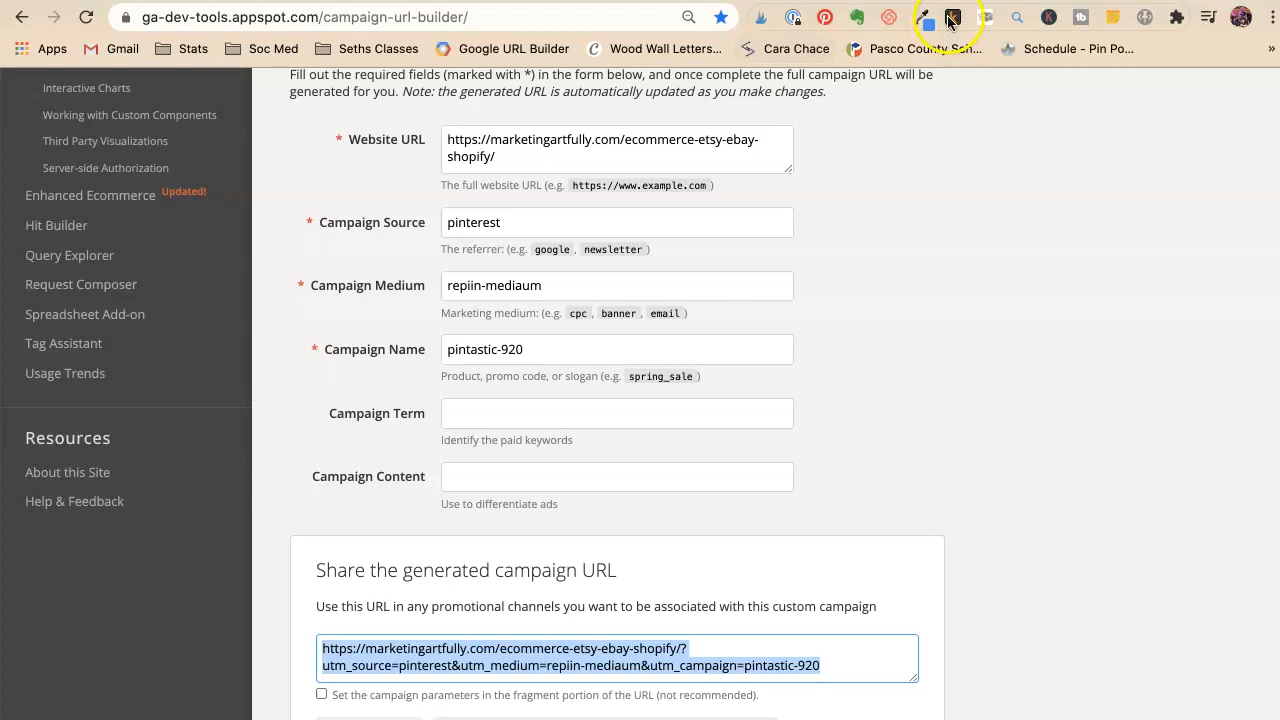 ga-dev-tools.appspot.com/campaign-url-builder/
Apps
Gmail
Stats
Soc Med
Seths Classes
Google URL Builder
Wood Wall Letters...
Cara Chace
Pasco County Sch...
Schedule - Pin Po...
»
Fill out the required fields (marked with *) in the form below, and once complete the full campaign URL will be
generated for you. Note: the generated URL is automatically updated as you make changes.
Interactive Charts
Working with Custom Components
Third Party Visualizations
Server-side Authorization
Enhanced Ecommerce Updated!
Hit Builder
Query Explorer
Request Composer
Spreadsheet Add-on
Tag Assistant
Usage Trends
Resources
About this Site
Help & Feedback
* Website URL
https://marketingartfully.com/ecommerce-etsy-ebay-
shopify/
The full website URL (e.g. https://www.example.com)
* Campaign Source
pinterest
The referrer: (e.g. google, newsletter)
* Campaign Medium
repiin-mediaum
Marketing medium: (e.g. cpc, banner, email)
* Campaign Name
pintastic-920
Product, promo code, or slogan (e.g. spring_sale)
Campaign Term
Identify the paid keywords
Campaign Content
Use to differentiate ads
Share the generated campaign URL
Use this URL in any promotional channels you want to be associated with this custom campaign
https://marketingartfully.com/ecommerce-etsy-ebay-shopify/?
utm_source=pinterest&utm_medium=repiin-mediaum&utm_campaign=pintastic-920
Set the campaign parameters in the fragment portion of the URL (not recommended).